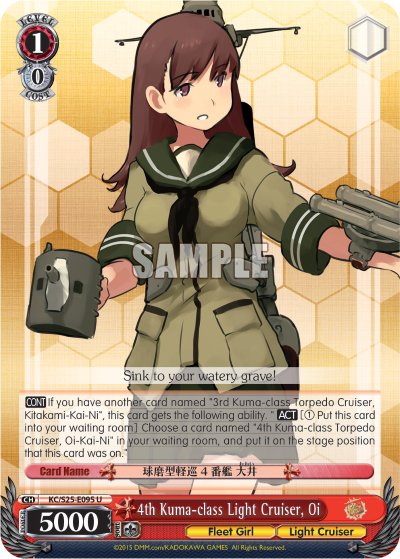 LEVEL
1
0
COST
SAMPLE
Sink to your watery grave!
CONT If you have another card named "3rd Kuma-class Torpedo Cruiser,
Kitakami-Kai-Ni", this card gets the following ability. " ACT [① Put this card
into your waiting room] Choose a card named "4th Kuma-class Torpedo
Cruiser, Oi-Kai-Ni" in your waiting room, and put it on the stage position
that this card was."
Card Name 球磨型軽巡4番艦 大井
CH KC/S25-E095 U
POWER 5000 SOUL 4th Kuma-class Light Cruiser, Oi
Fleet Girl Light Cruiser
©2015 DMM.com/KADOKAWA GAMES All Rights Reserved.